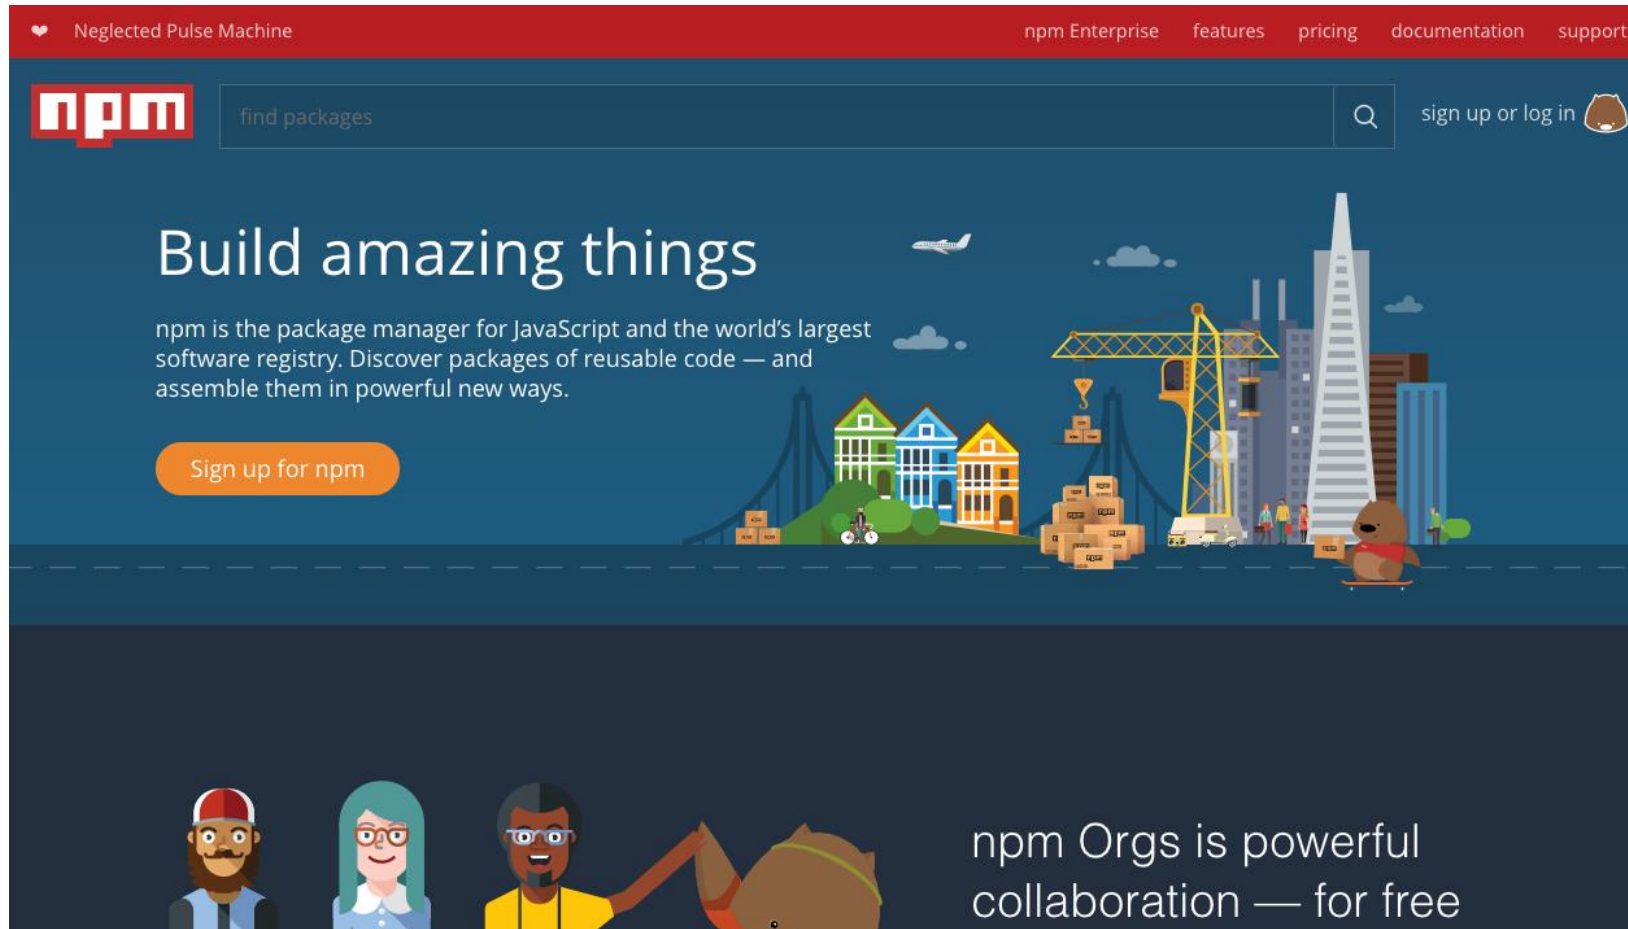 ❤ Neglected Pulse Machine
npm Enterprise features pricing documentation support
npm
find packages
sign up or log in
Build amazing things
npm is the package manager for JavaScript and the world’s largest
software registry. Discover packages of reusable code — and
assemble them in powerful new ways.
Sign up for npm
npm Orgs is powerful
collaboration — for free